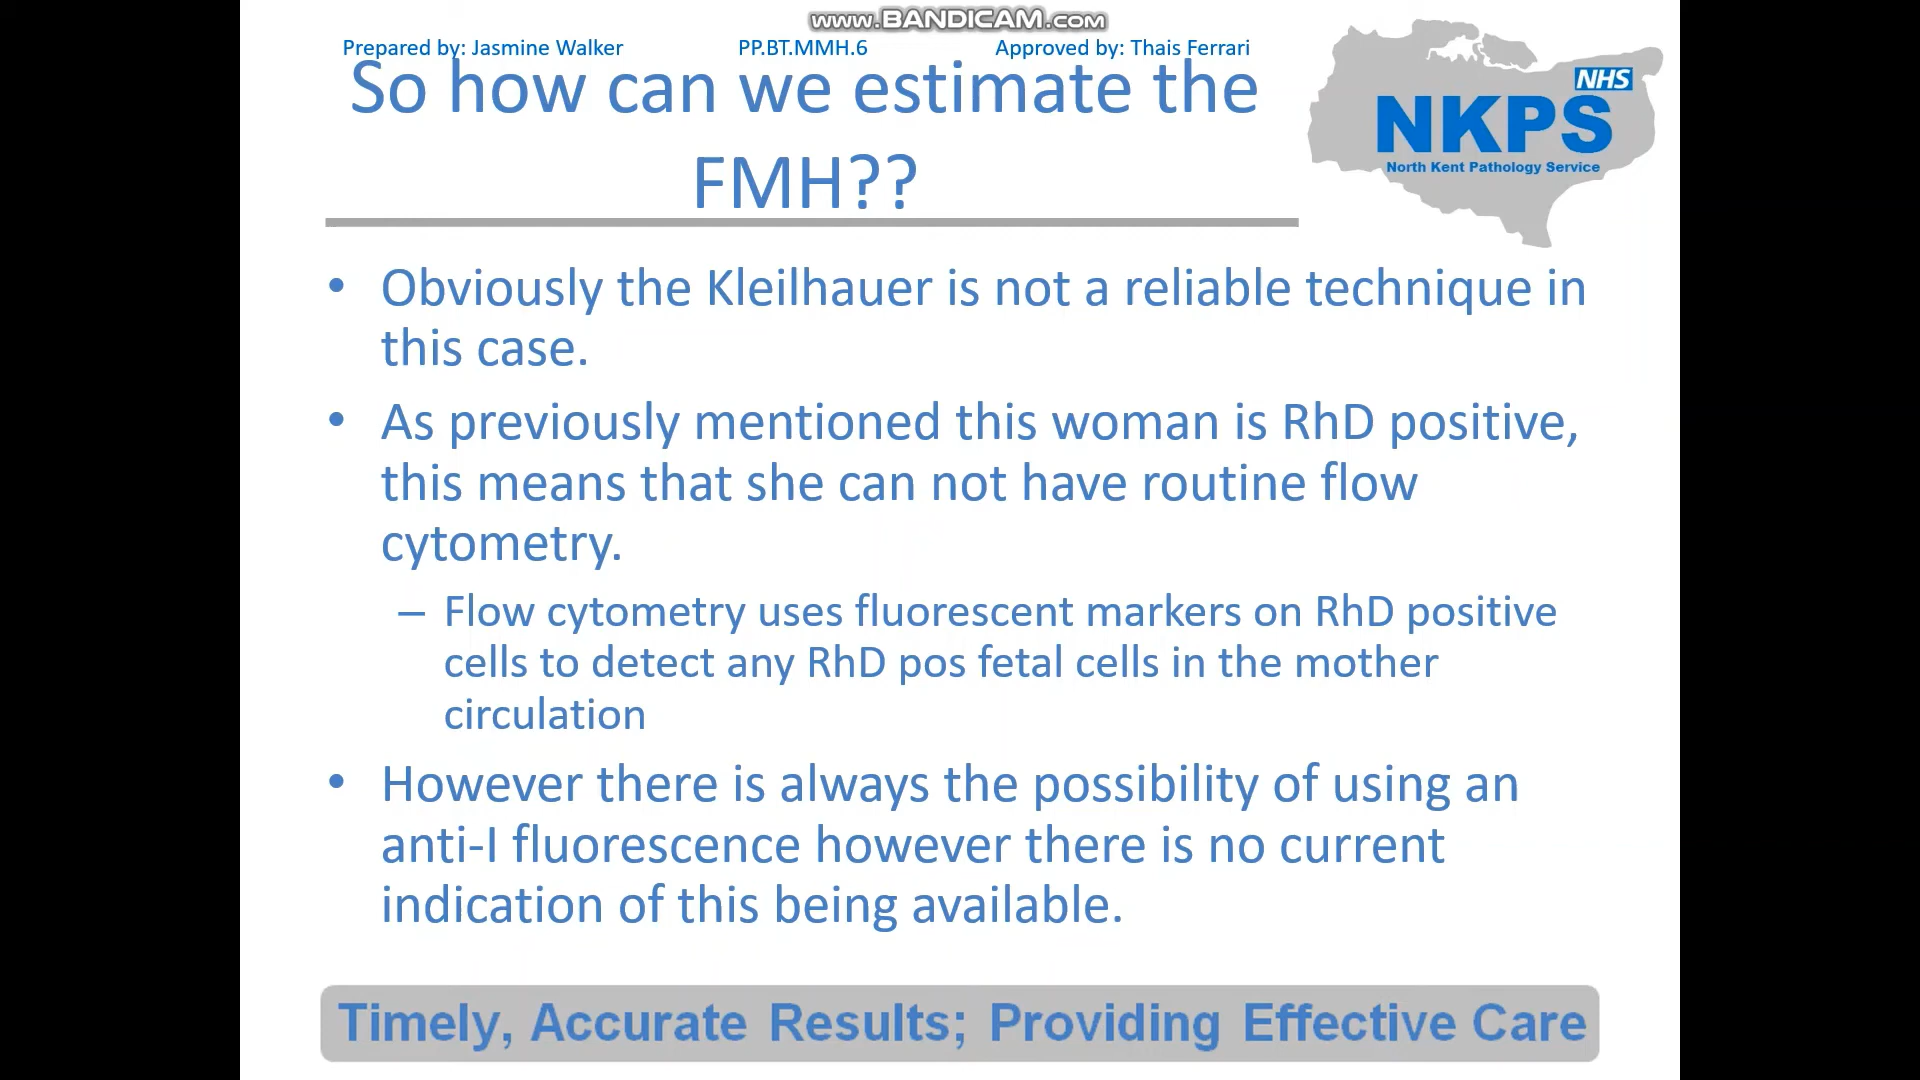 www.BANDICAM.com
Prepared by: Jasmine Walker PP.BT.MMH.6 Approved by: Thais Ferrari
So how can we estimate the
FMH??
NHS
NKPS
North Kent Pathology Service
• Obviously the Kleilhauer is not a reliable technique in
this case.
• As previously mentioned this woman is RhD positive,
this means that she can not have routine flow
cytometry.
– Flow cytometry uses fluorescent markers on RhD positive
cells to detect any RhD pos fetal cells in the mother
circulation
• However there is always the possibility of using an
anti-I fluorescence however there is no current
indication of this being available.
Timely, Accurate Results; Providing Effective Care